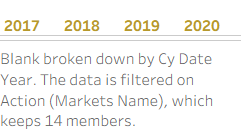 2017 2018 2019 2020
Blank broken down by Cy Date
Year. The data is filtered on
Action (Markets Name), which
keeps 14 members.